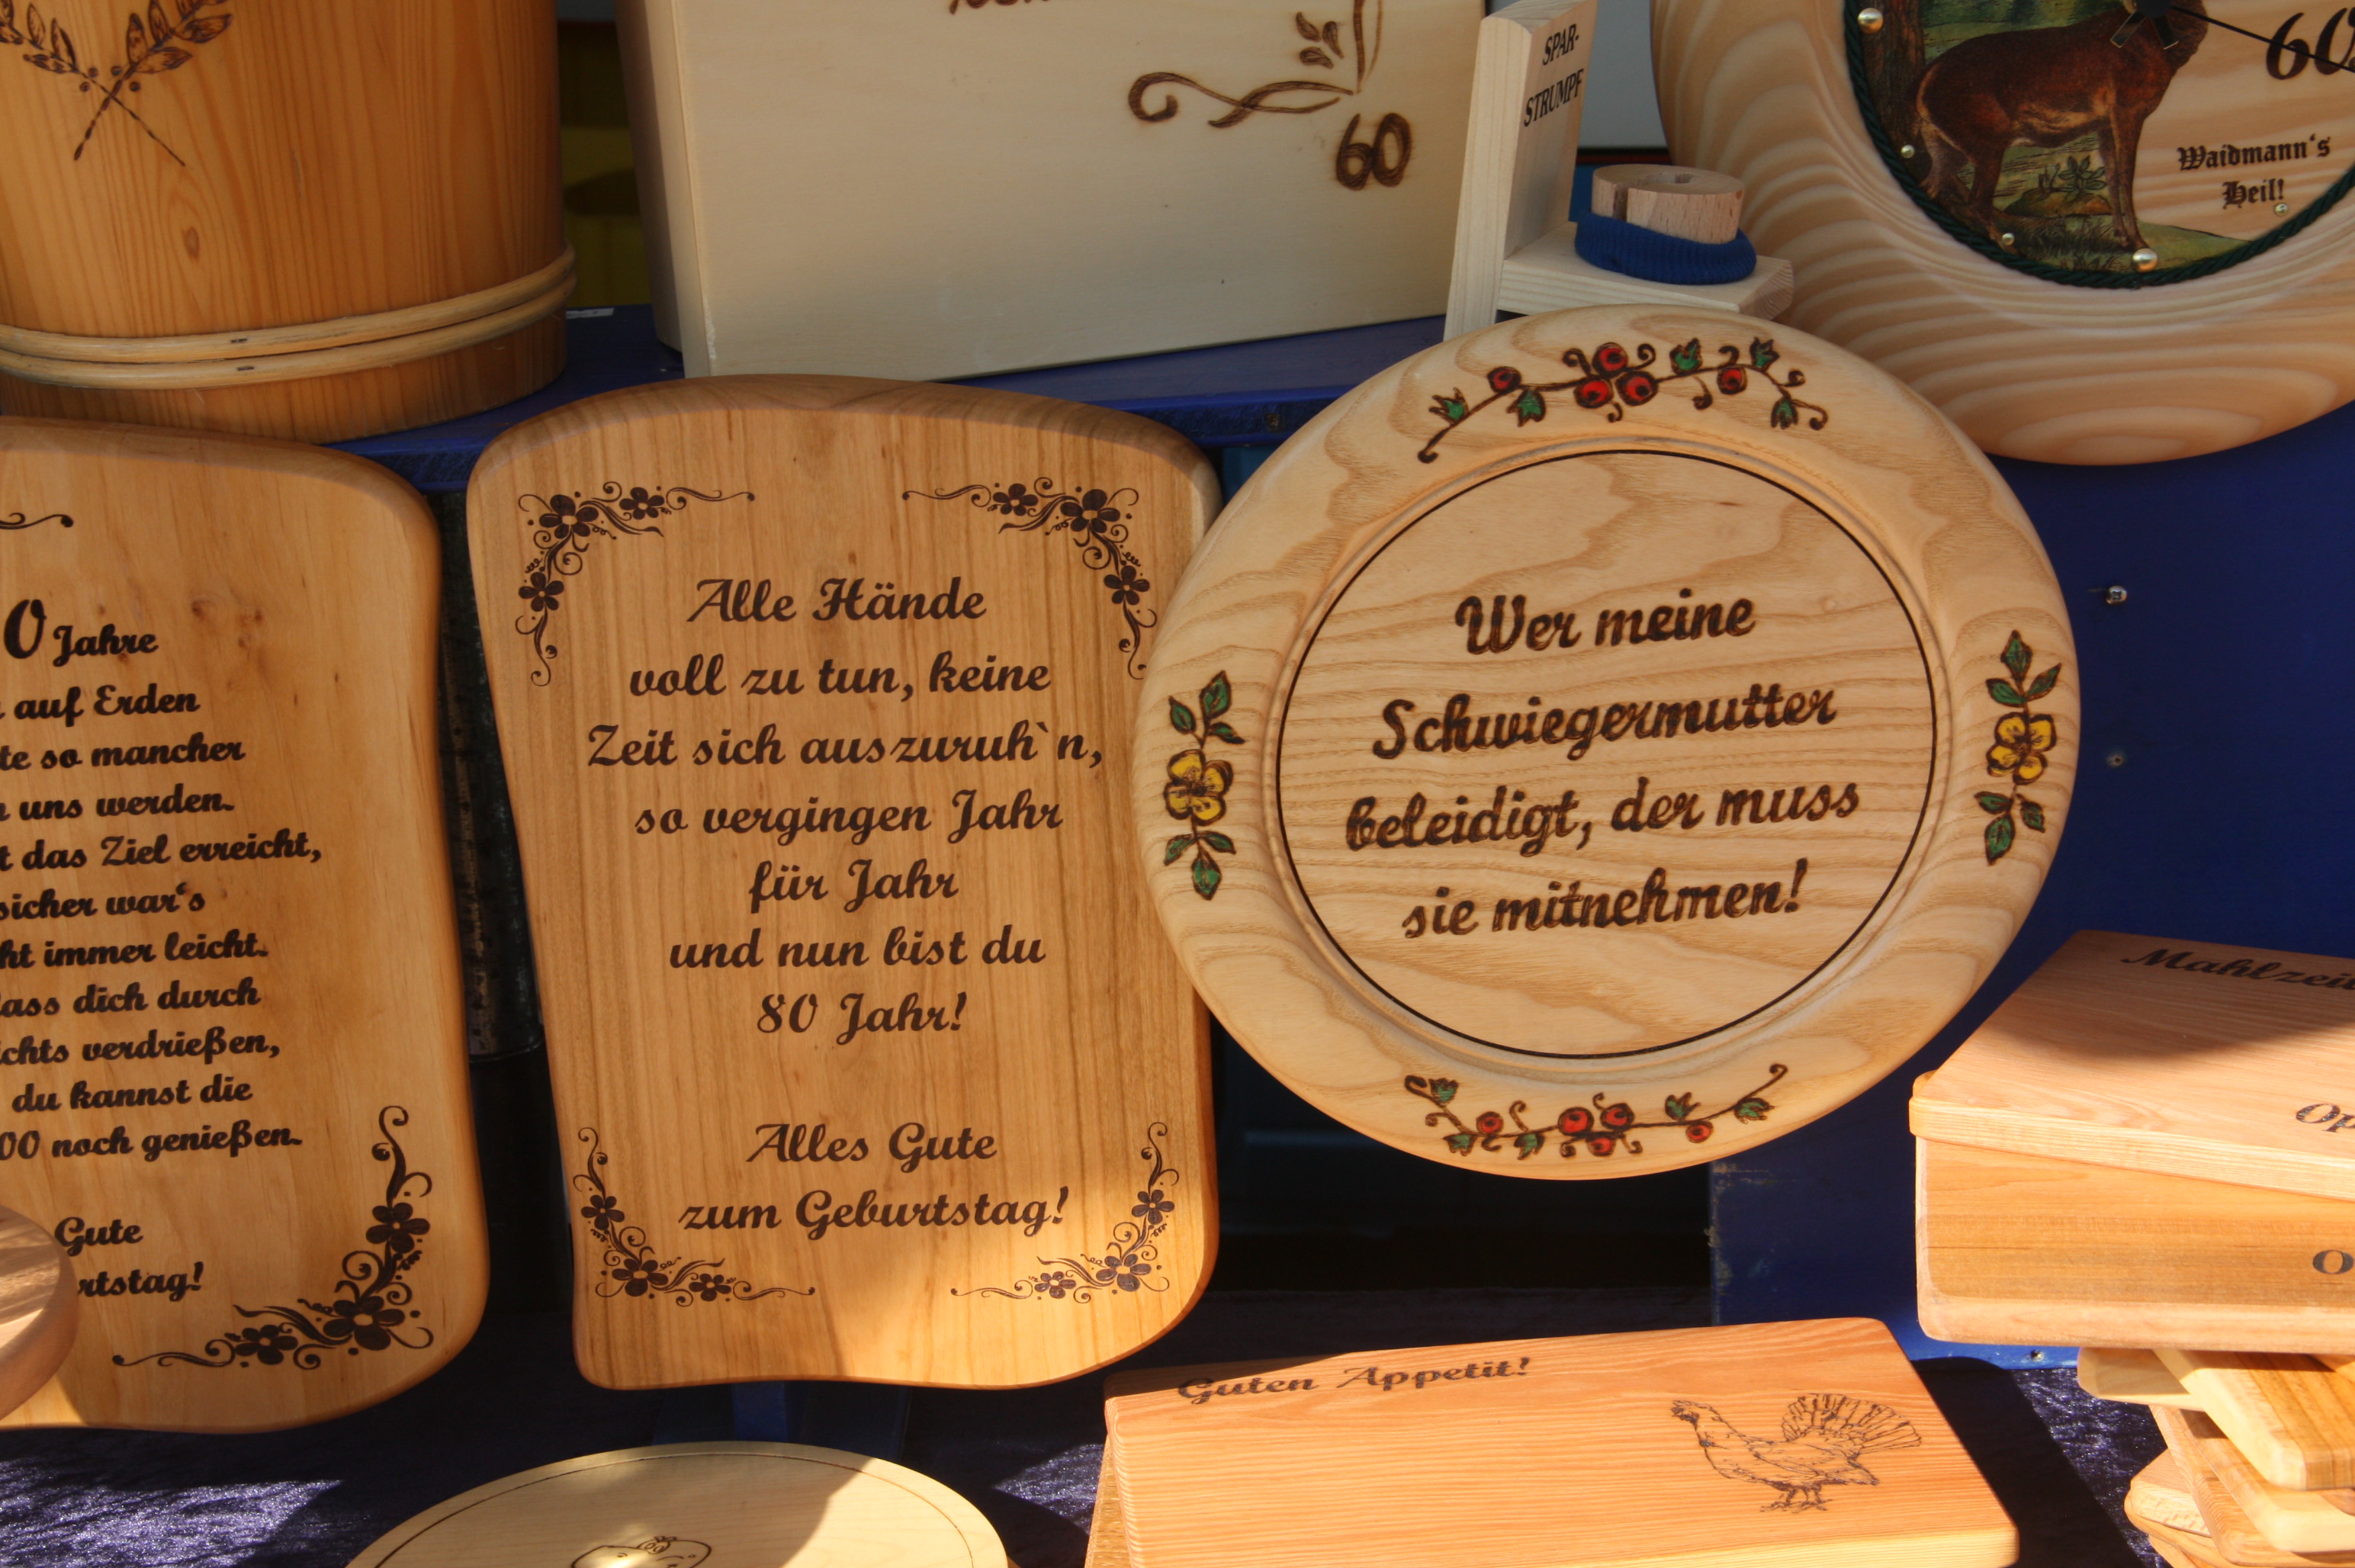 60
SPAR-
STRUMPF
60
Waidmann's
Heil!
0 Jahre
auf Erden
so mancher
uns werden.
das Ziel erreicht,
sicher war's
immer leicht.
dich durch
verdrießen,
du kannst die
00 noch genießen.
Gute
Alle Hände
voll zu tun, keine
Zeit sich auszuruh`n,
so vergingen Jahr
für Jahr
und nun bist du
80 Jahr!
Alles Gute
zum Geburtstag!
Wer meine
Schwiegermutter
beleidigt, der muss
sie mitnehmen!
Mahlzeit
Guten Appetit!